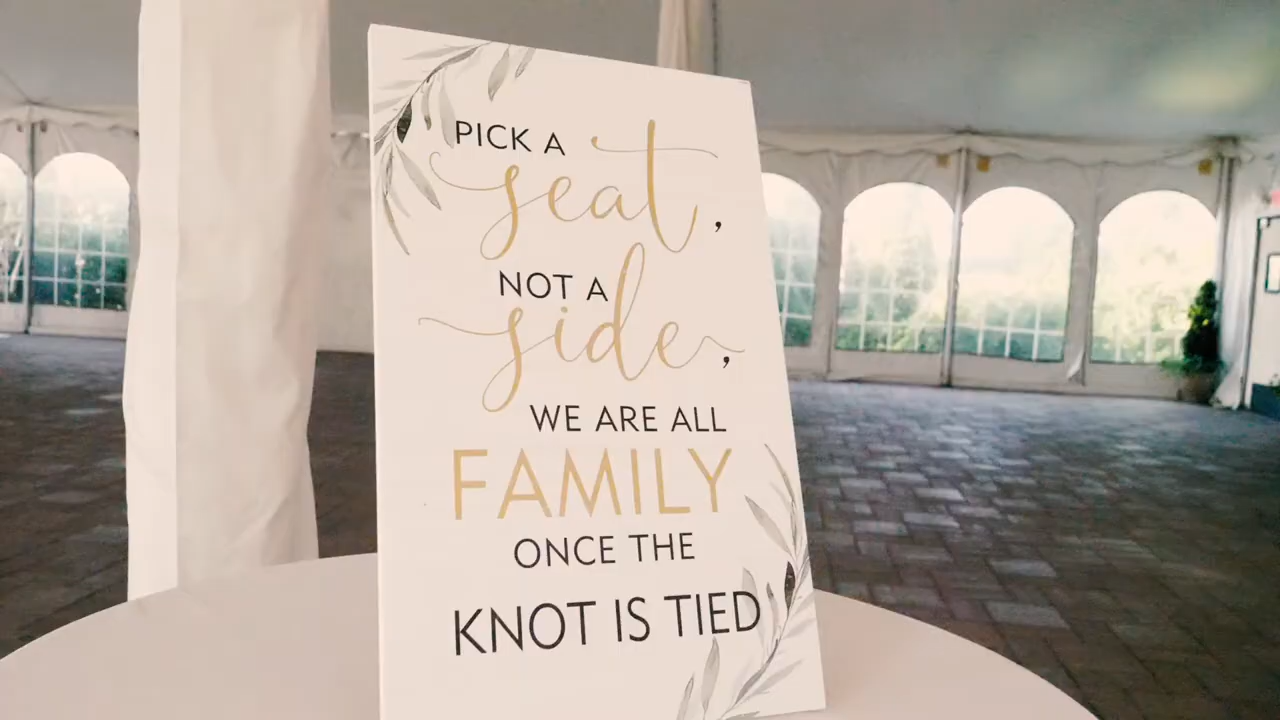 PICK A
seat,
NOT A
side,
WE ARE ALL
FAMILY
ONCE THE
KNOT IS TIED